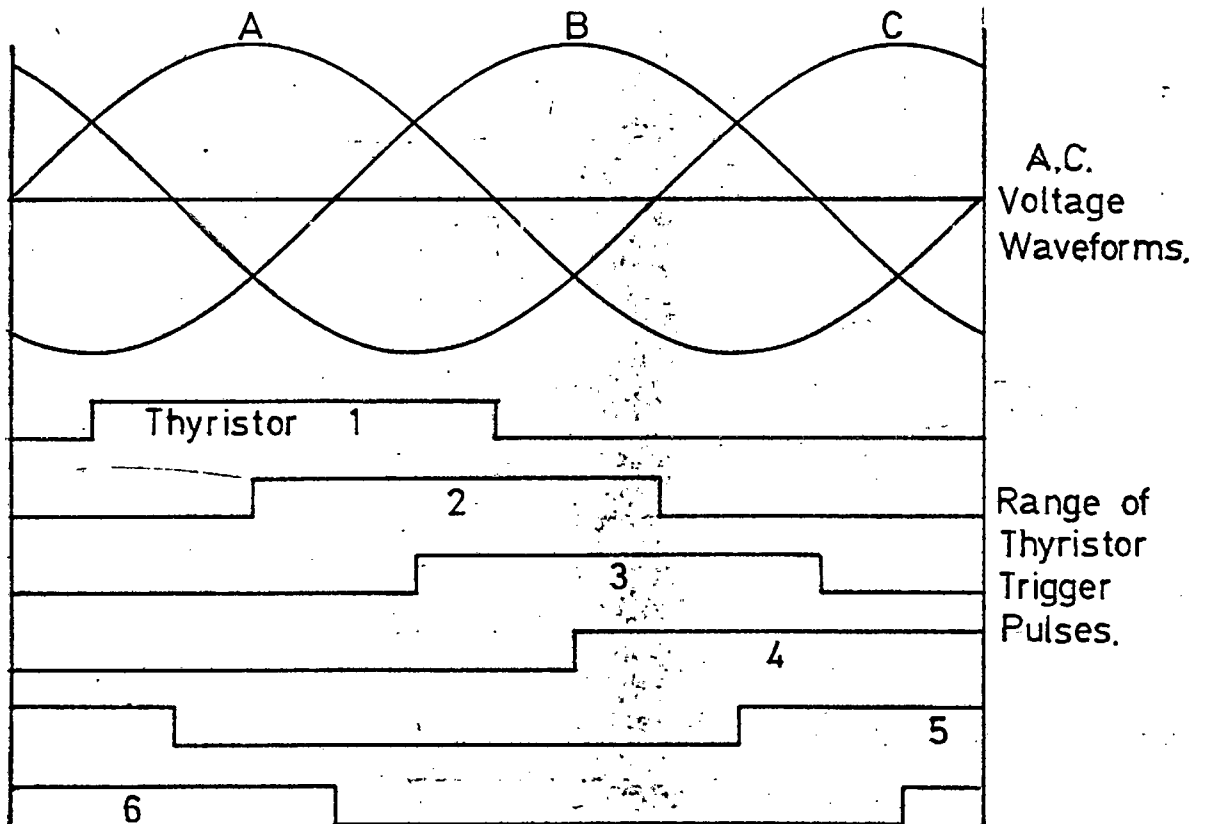 A B C
A.C.
Voltage
Waveforms.
Thyristor 1
2
Range of
Thyristor
Trigger
Pulses.
3
4
5
6